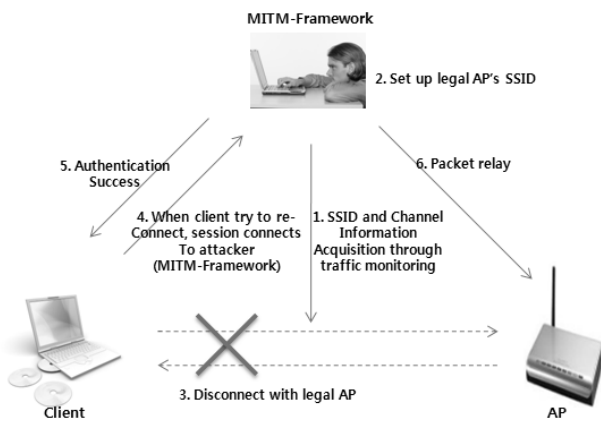 MITM-Framework
2. Set up legal AP's SSID
5. Authentication
Success
6. Packet relay
4. When client try to re-
Connect, session connects
To attacker
(MITM-Framework)
1. SSID and Channel
Information
Acquisition through
traffic monitoring
3. Disconnect with legal AP
Client
AP